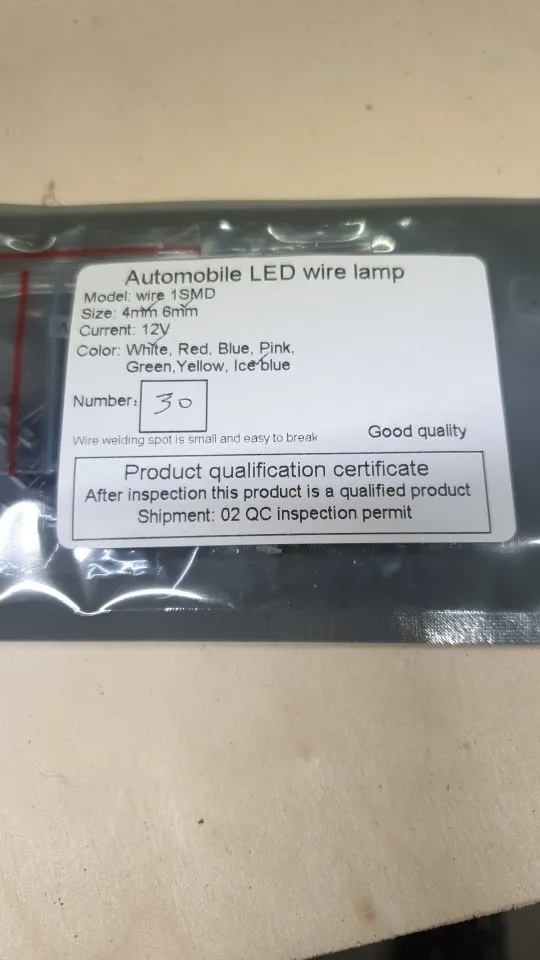 Automobile LED wire lamp
Model: wire 1SMD
Size: 4mm 6mm
Current: 12V
Color: White, Red, Blue, Pink,
Green,Yellow, Ice blue
Number: 30
Wire welding spot is small and easy to break
Good quality
Product qualification certificate
After inspection this product is a qualified product
Shipment: 02 QC inspection permit